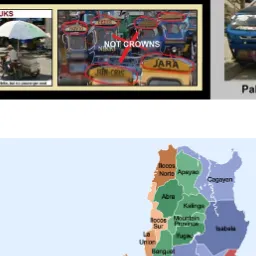 UKS
NOT CROWNS
JARA
Pal
Ilocos
Norte
Apayao
Cagayan
Abra
Kalinga
Ilocos
Sur
Mountain
Province
Isabela
La
Union
Ifugao
Benguet